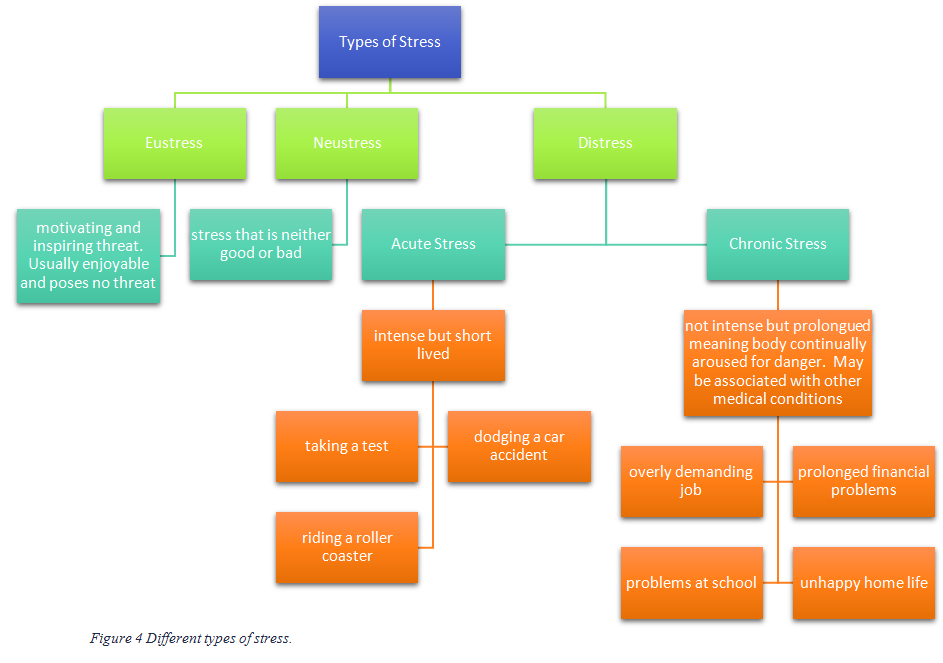 Types of Stress
Eustress
Neustress
Distress
motivating and
inspiring threat.
Usually enjoyable
and poses no threat
stress that is neither
good or bad
Acute Stress
Chronic Stress
intense but short
lived
not intense but prolongued
meaning body continually
aroused for danger. May
be associated with other
medical conditions
taking a test
dodging a car
accident
riding a roller
coaster
overly demanding
job
prolonged financial
problems
problems at school
unhappy home life
Figure 4 Different types of stress.